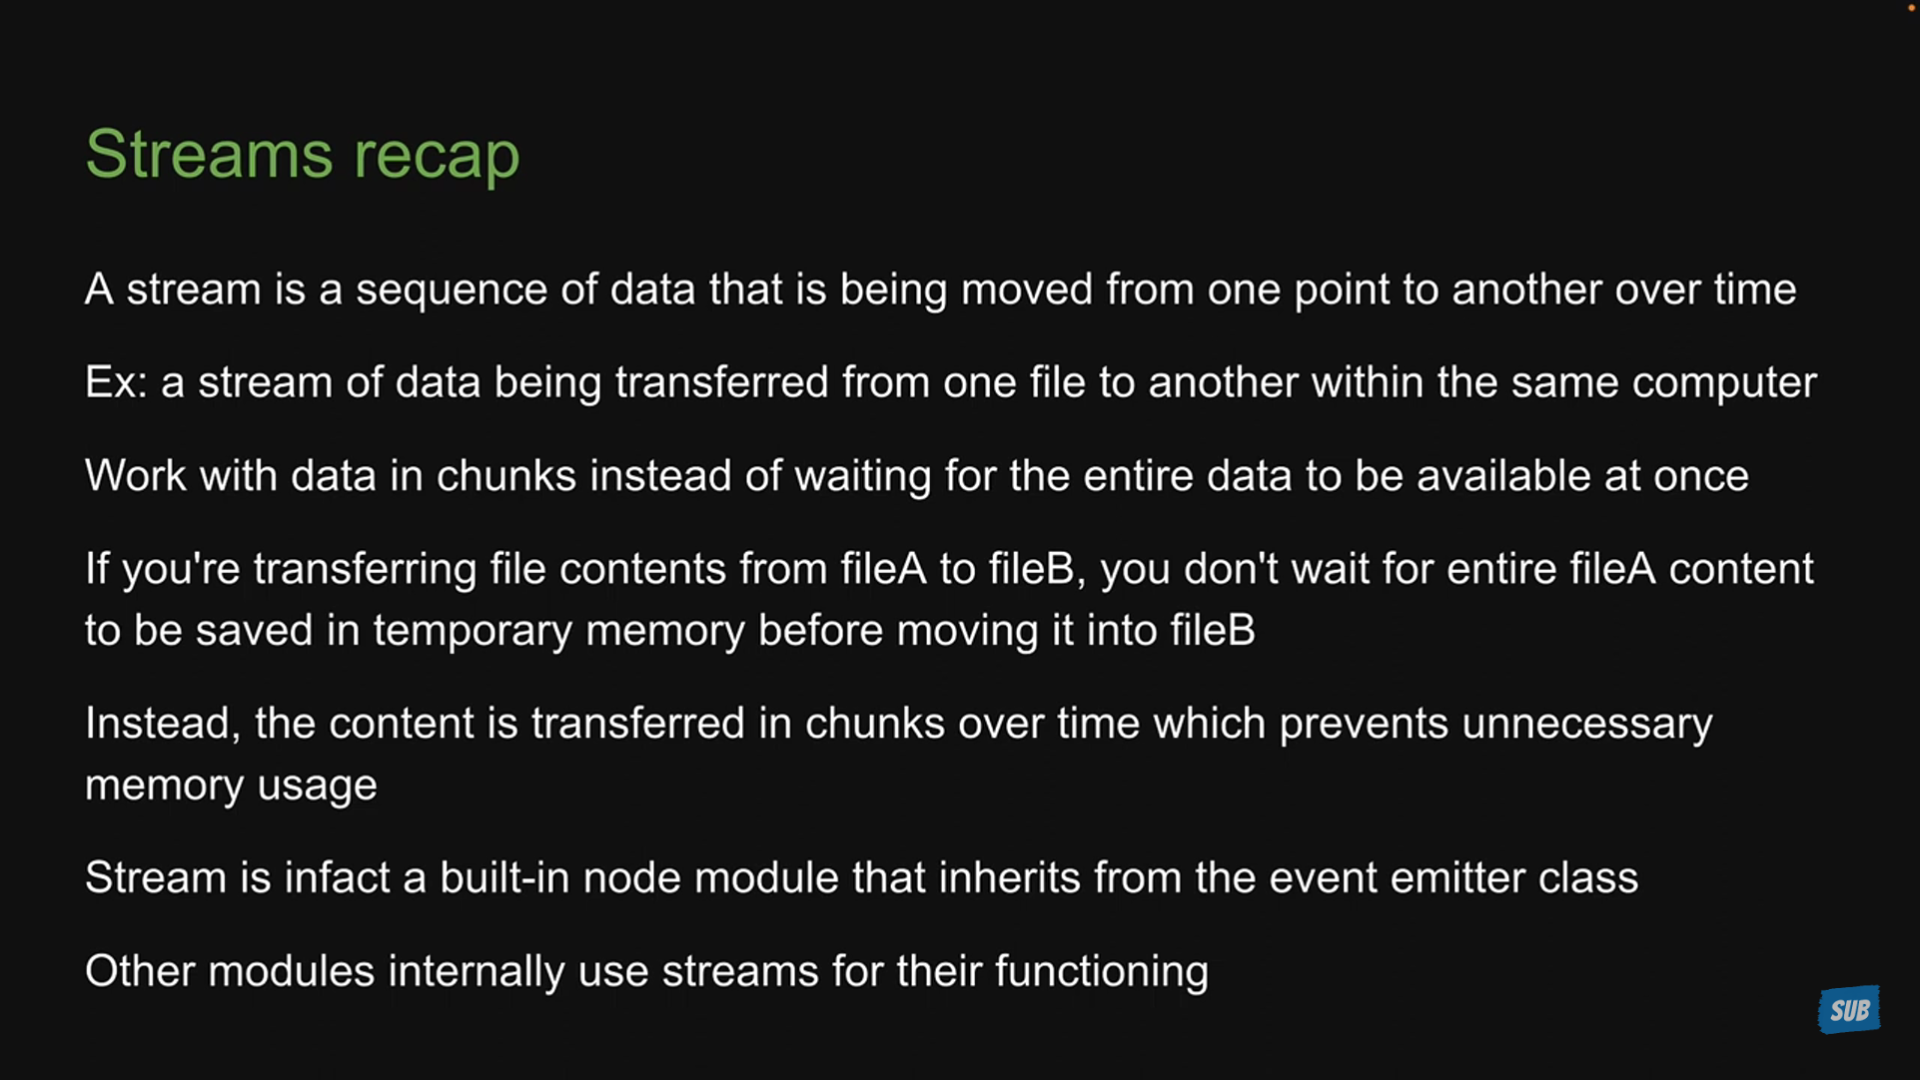 Streams recap
A stream is a sequence of data that is being moved from one point to another over time
Ex: a stream of data being transferred from one file to another within the same computer
Work with data in chunks instead of waiting for the entire data to be available at once
If you're transferring file contents from fileA to fileB, you don't wait for entire fileA content
to be saved in temporary memory before moving it into fileB
Instead, the content is transferred in chunks over time which prevents unnecessary
memory usage
Stream is infact a built-in node module that inherits from the event emitter class
Other modules internally use streams for their functioning
SUB